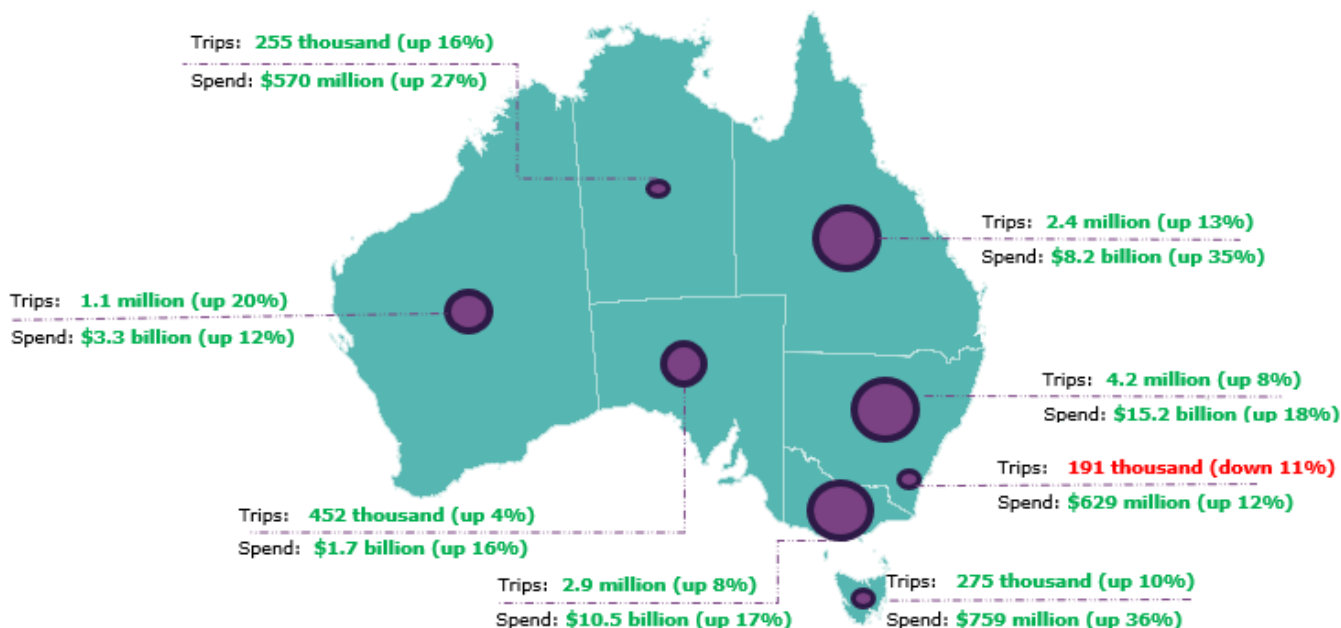 Trips: 255 thousand (up 16%)
Spend: $570 million (up 27%)
Trips: 2.4 million (up 13%)
Spend: $8.2 billion (up 35%)
Trips: 1.1 million (up 20%)
Spend: $3.3 billion (up 12%)
Trips: 4.2 million (up 8%)
Spend: $15.2 billion (up 18%)
Trips: 191 thousand (down 11%)
Spend: $629 million (up 12%)
Trips: 452 thousand (up 4%)
Spend: $1.7 billion (up 16%)
Trips: 2.9 million (up 8%)
Spend: $10.5 billion (up 17%)
Trips: 275 thousand (up 10%)
Spend: $759 million (up 36%)